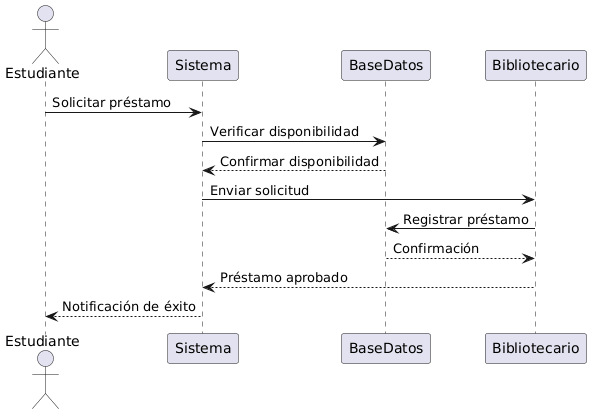 Estudiante
Sistema
BaseDatos
Bibliotecario
Solicitar préstamo
Verificar disponibilidad
Confirmar disponibilidad
Enviar solicitud
Registrar préstamo
Confirmación
Préstamo aprobado
Notificación de éxito
Estudiante
Sistema
BaseDatos
Bibliotecario